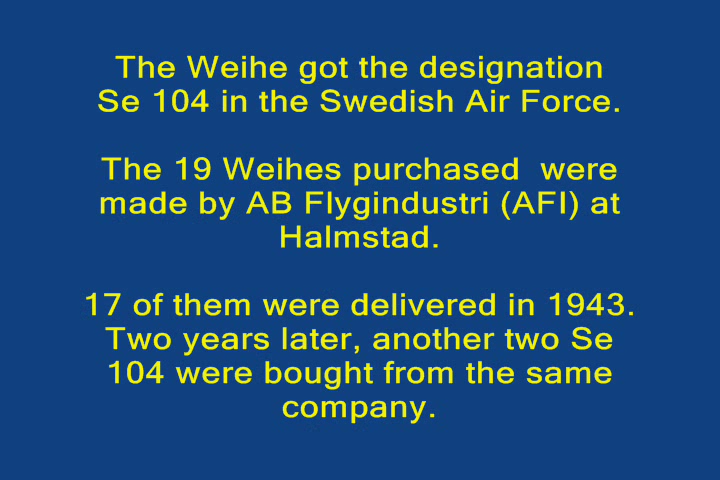 The Weihe got the designation
Se 104 in the Swedish Air Force.
The 19 Weihes purchased  were
made by AB Flygindustri (AFI) at
Halmstad.
17 of them were delivered in 1943.
Two years later, another two Se
104 were bought from the same
company.